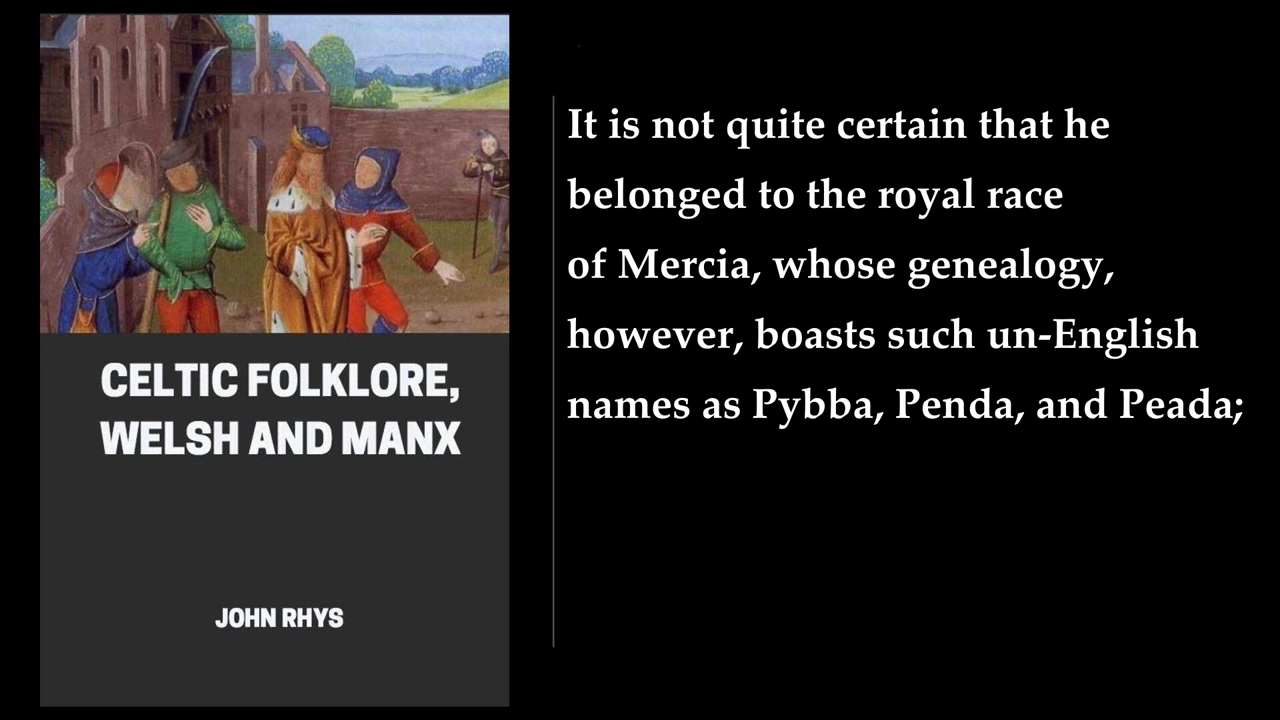 CELTIC FOLKLORE,
WELSH AND MANX
JOHN RHYS
It is not quite certain that he
belonged to the royal race
of Mercia, whose genealogy,
however, boasts such un-English
names as Pybba, Penda, and Peada;